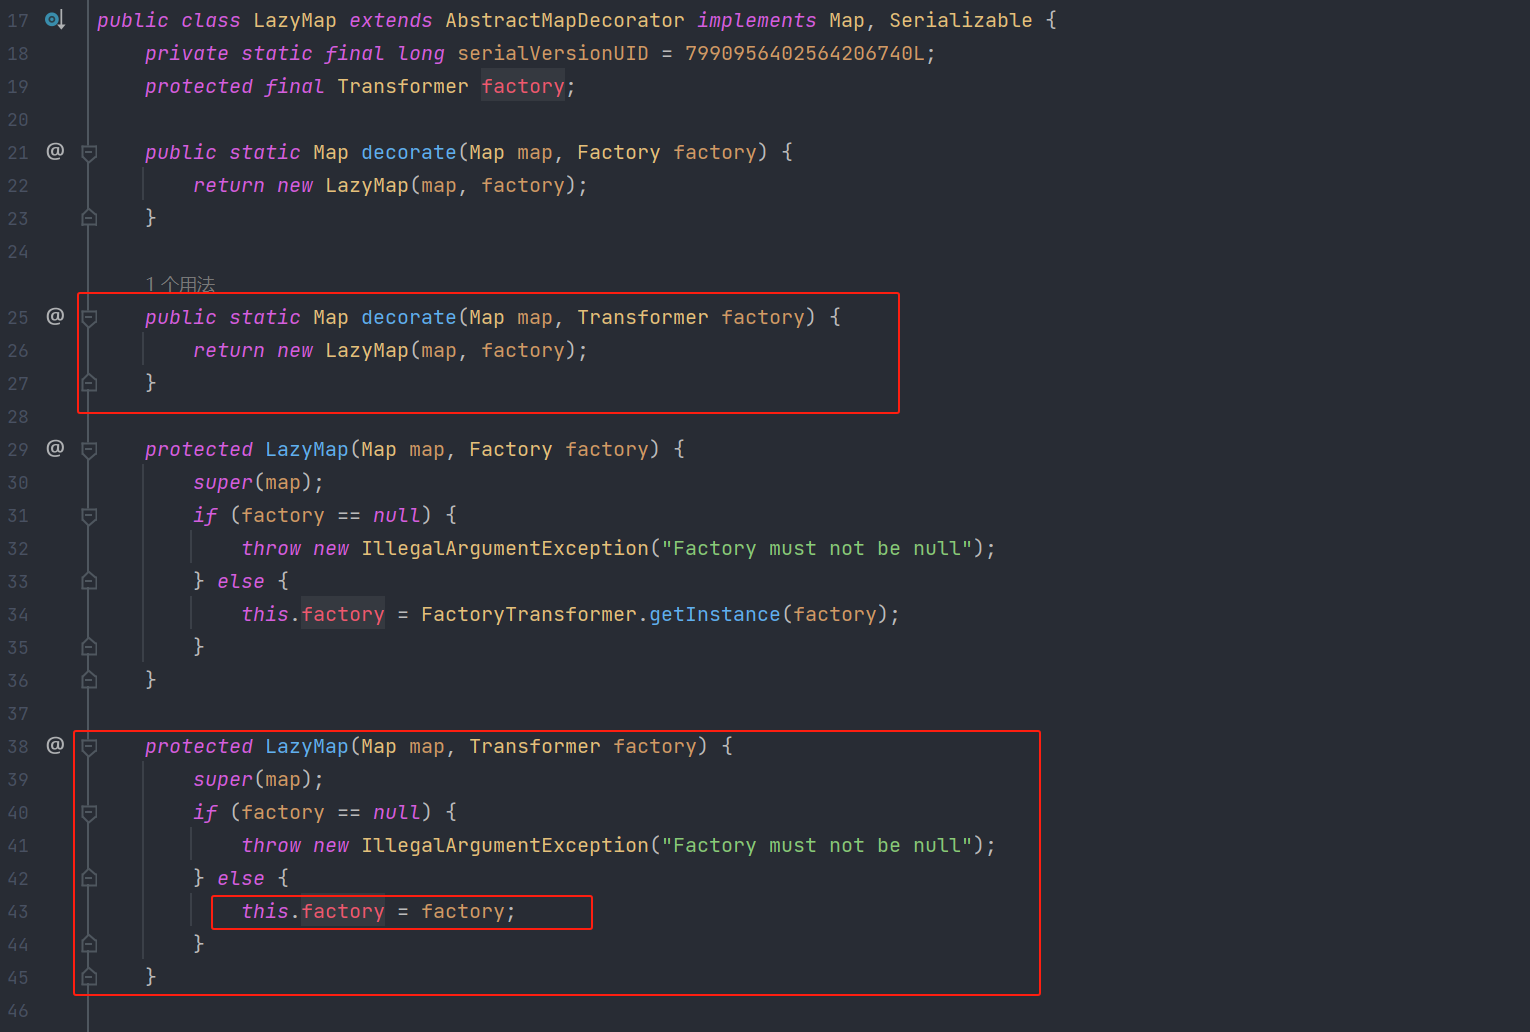 17 public class LazyMap extends AbstractMapDecorator implements Map, Serializable {
18 private static final long serialVersionUID = 7990956402564206740L;
19 protected final Transformer factory;
20
21 @ public static Map decorate(Map map, Factory factory) {
22 return new LazyMap(map, factory);
23 }
24
1 个用法
25 @ public static Map decorate(Map map, Transformer factory) {
26 return new LazyMap(map, factory);
27 }
28
29 @ protected LazyMap(Map map, Factory factory) {
30 super(map);
31 if (factory == null) {
32 throw new IllegalArgumentException("Factory must not be null");
33 } else {
34 this.factory = FactoryTransformer.getInstance(factory);
35 }
36 }
37
38 @ protected LazyMap(Map map, Transformer factory) {
39 super(map);
40 if (factory == null) {
41 throw new IllegalArgumentException("Factory must not be null");
42 } else {
43 this.factory = factory;
44 }
45 }
46